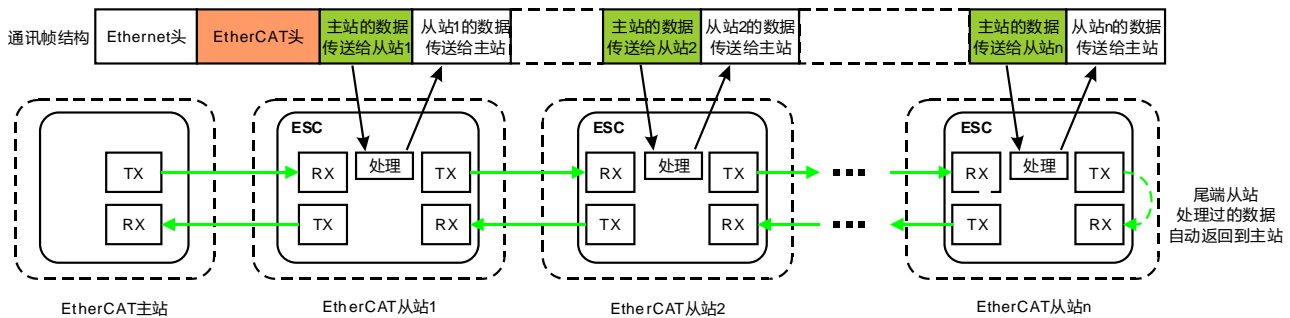 通讯帧结构
Ethernet头
EtherCAT头
主站的数据
传送给从站1
从站1的数据
传送给主站
主站的数据
传送给从站2
从站2的数据
传送给主站
主站的数据
传送给从站n
从站n的数据
传送给主站
ESC
ESC
ESC
TX
RX
处理
TX
RX
处理
TX
RX
处理
TX
RX
TX
RX
TX
RX
TX
RX
尾端从站
处理过的数据
自动返回到主站
EtherCAT主站
EtherCAT从站1
EtherCAT从站2
EtherCAT从站n